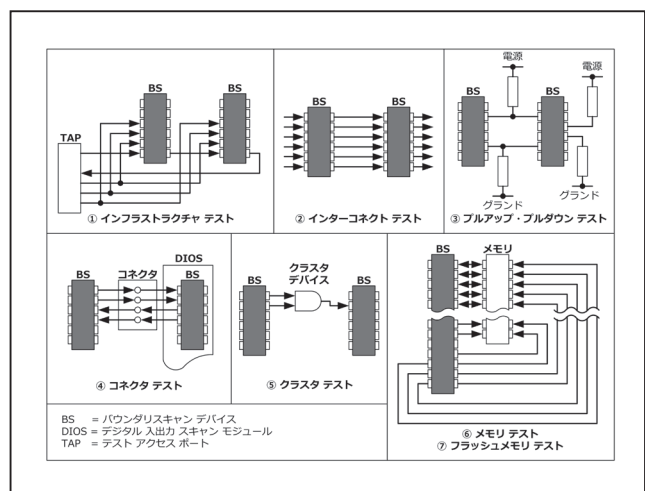 BS
BS
TAP
① インフラストラクチャ テスト
BS
BS
② インターコネクト テスト
電源
電源
BS
BS
グランド
グランド
③ プルアップ・プルダウン テスト
DIOS
BS
コネクタ
BS
④ コネクタ テスト
クラスタ
デバイス
BS
BS
⑤ クラスタ テスト
BS
メモリ
⑥ メモリ テスト
⑦ フラッシュメモリ テスト
BS = バウンダリスキャン デバイス
DIOS = デジタル 入出力 スキャン モジュール
TAP = テスト アクセス ポート